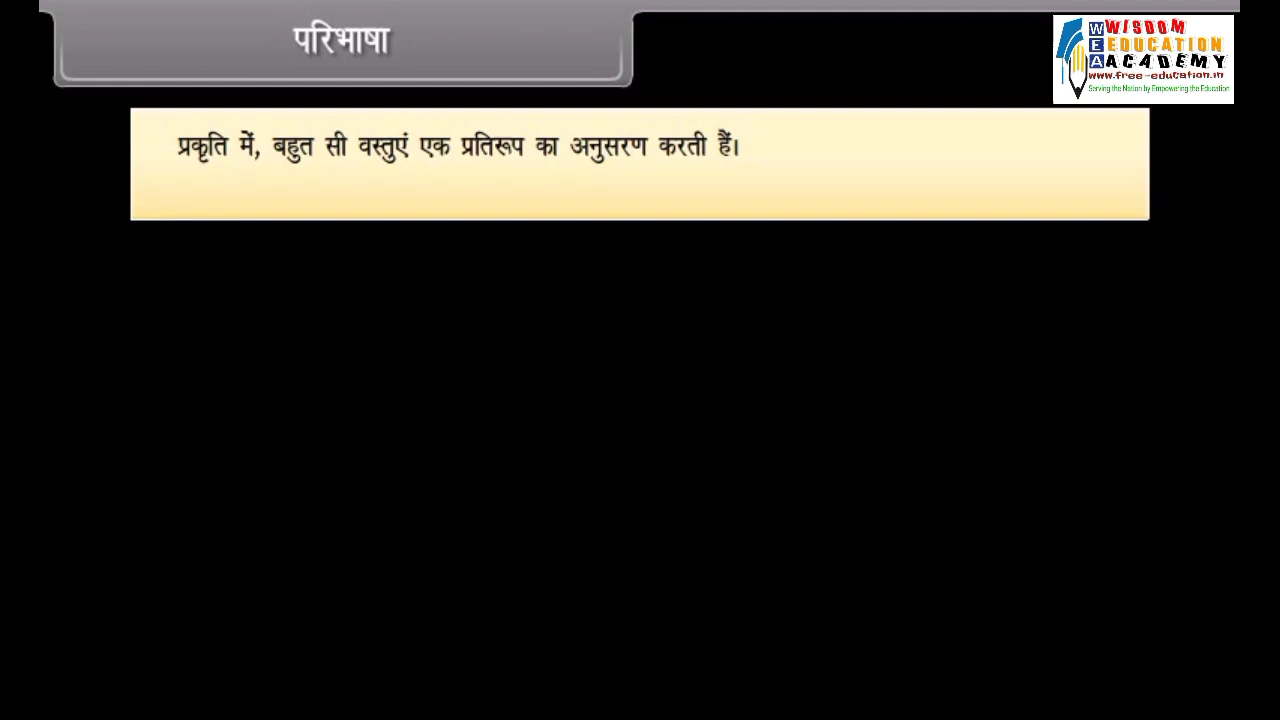 परिभाषा
WEA
WISDOM
EDUCATION
ACADEMY
www.free-education.in
Serving the Nation by Empowering the Education
प्रकृति में, बहुत सी वस्तुएं एक प्रतिरूप का अनुसरण करती हैं।